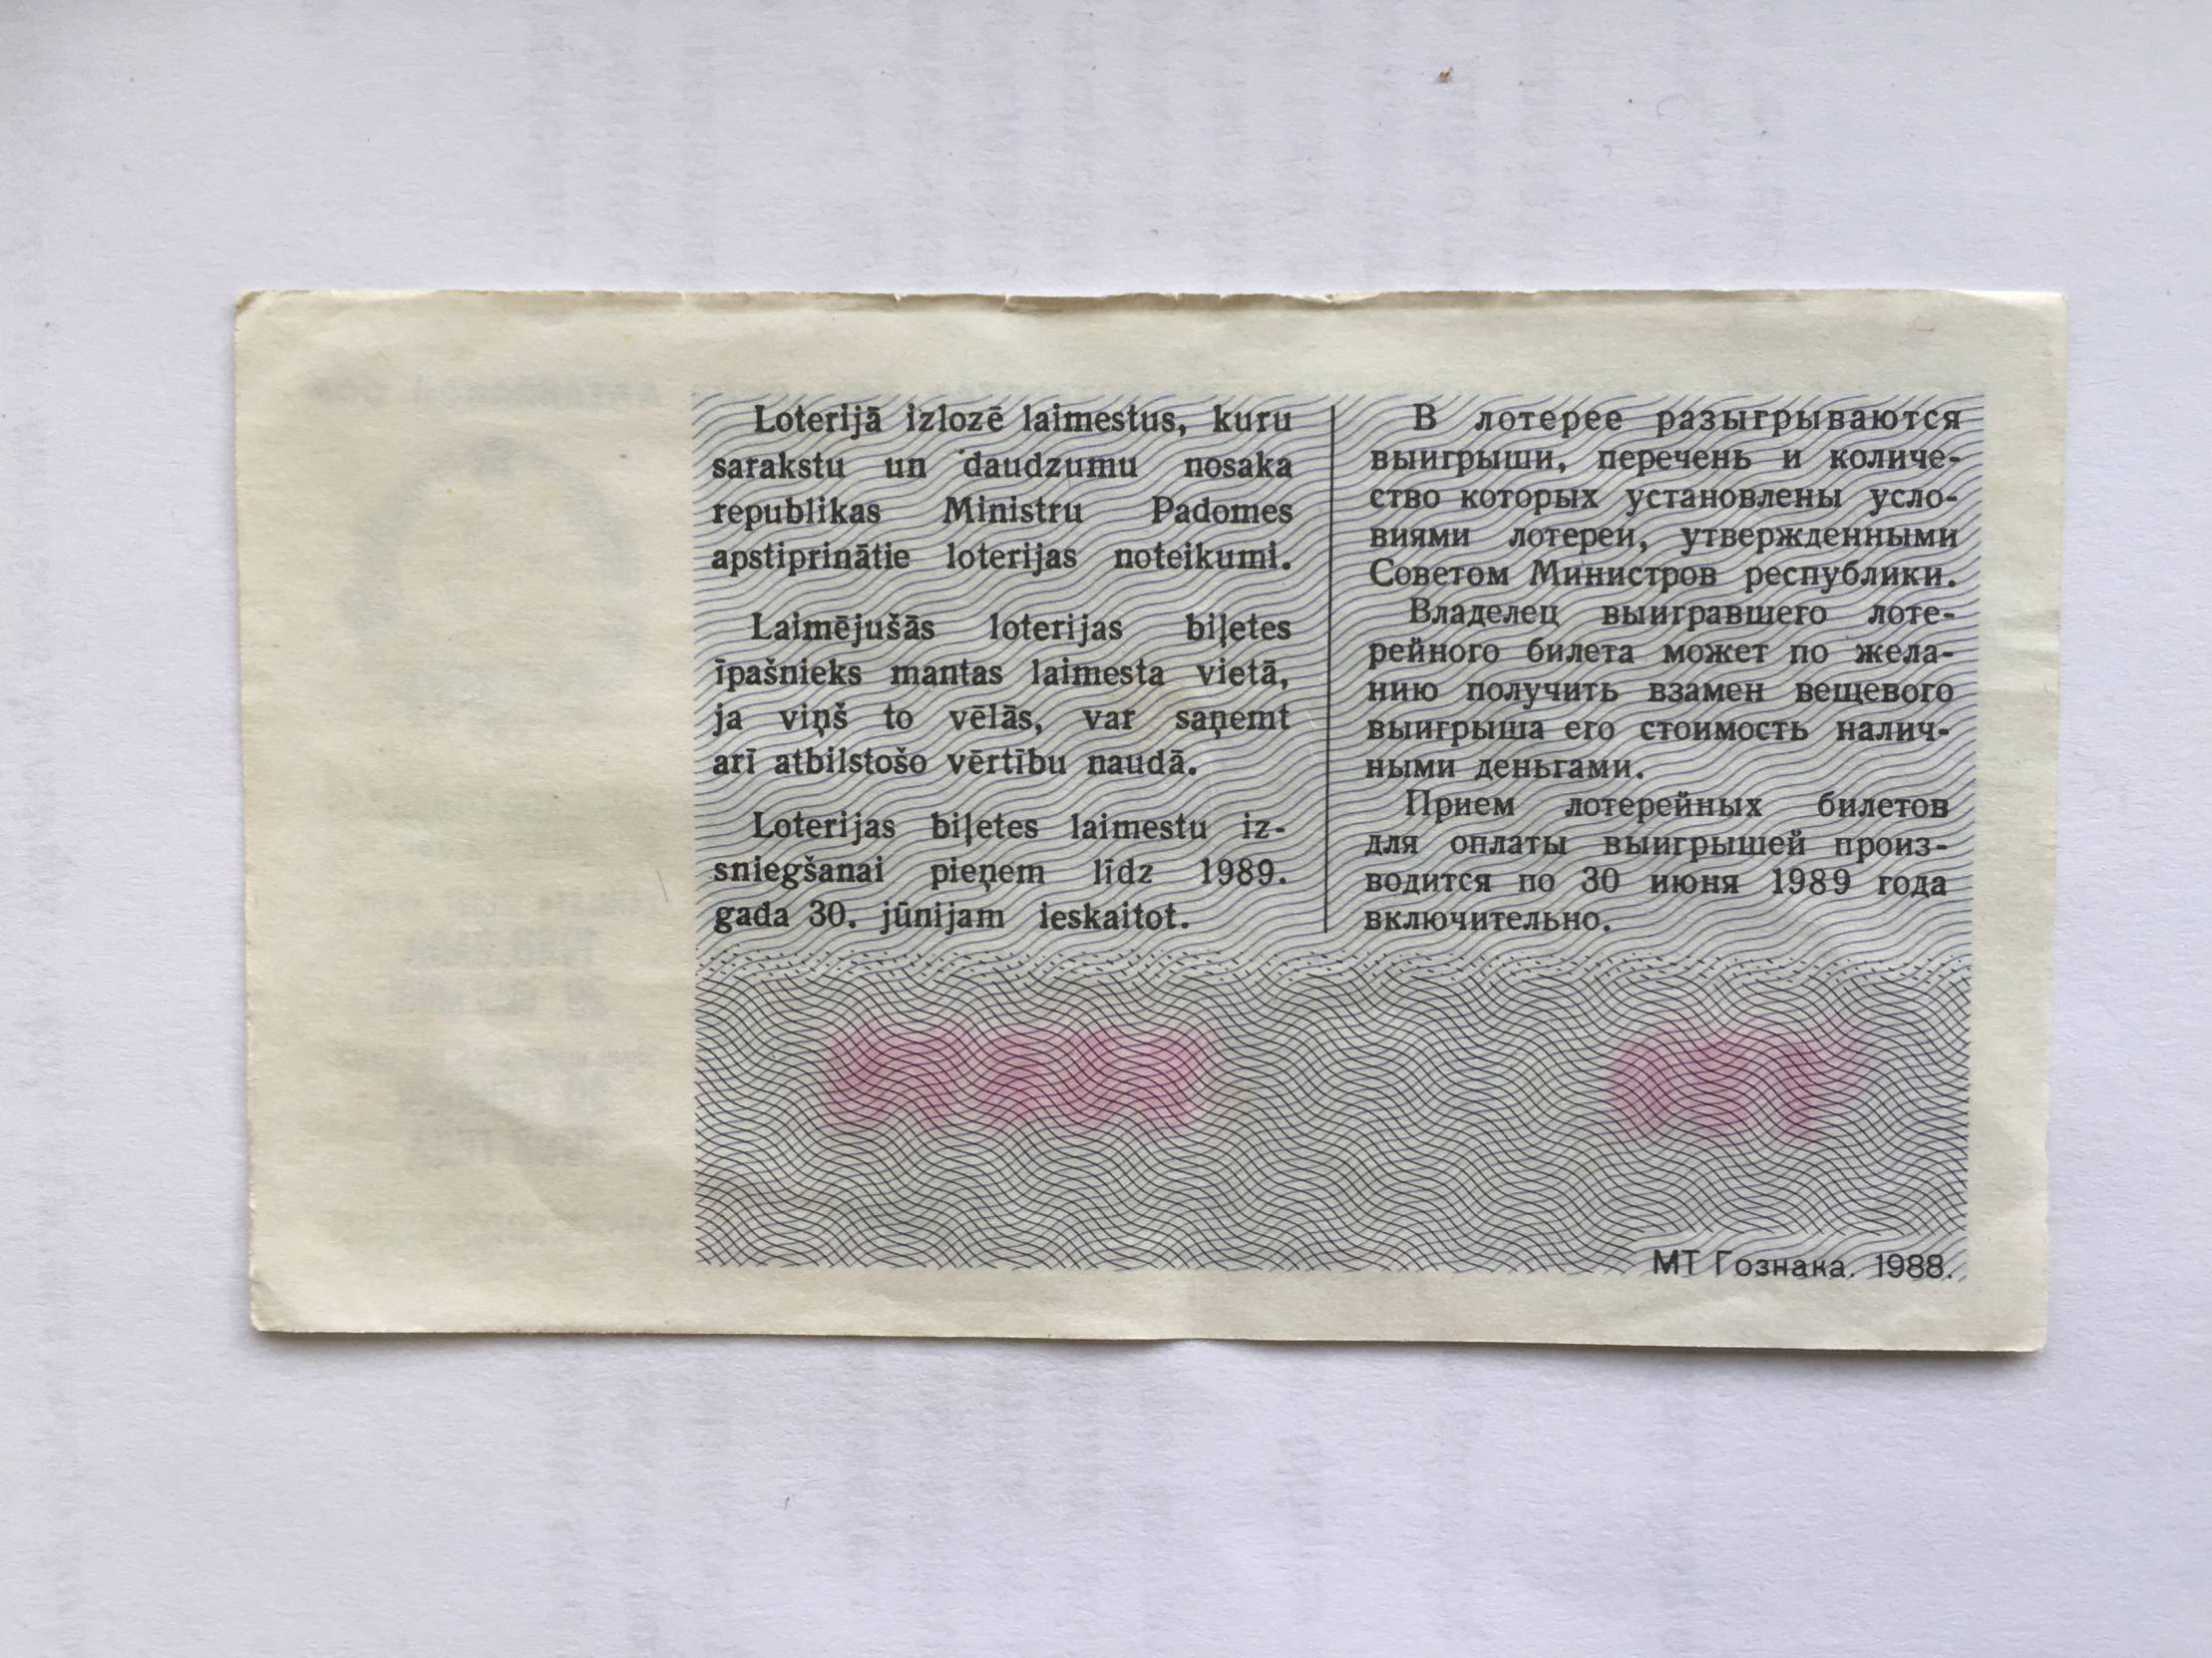 Loterijā izlozē laimestus, kuru
sarakstu un daudzumu nosaka
republikas Ministru Padomes
apstiprinātie loterijas noteikumi.
Laimējušās loterijas biļetes
īpašnieks mantas laimesta vietā,
ja viņš to vēlās, var saņemt
arī atbilstošo vērtību naudā.
Loterijas biļetes laimestu iz-
sniegšanai pieņem līdz 1989.
gada 30. jūnijam ieskaitot.
В лотерее разыгрываются
выигрыши, перечень и количе-
ство которых установлены усло-
виями лотереи, утвержденными
Советом Министров республики.
Владелец выигравшего лоте-
рейного билета может по жела-
нию получить взамен вещевого
выигрыша его стоимость налич-
ными деньгами.
Прием лотерейных билетов
для оплаты выигрышей произ-
водится по 30 июня 1989 года
включительно.
МТ Гознака. 1988.